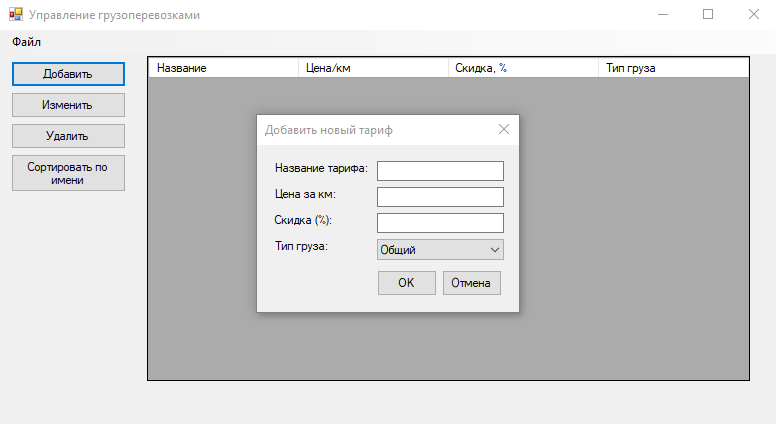 Управление грузоперевозками
Файл
Добавить
Изменить
Удалить
Сортировать по
имени
Название
Цена/км
Скидка, %
Тип груза
Добавить новый тариф
Название тарифа:
Цена за км:
Скидка (%):
Тип груза:
Общий
OK
Отмена